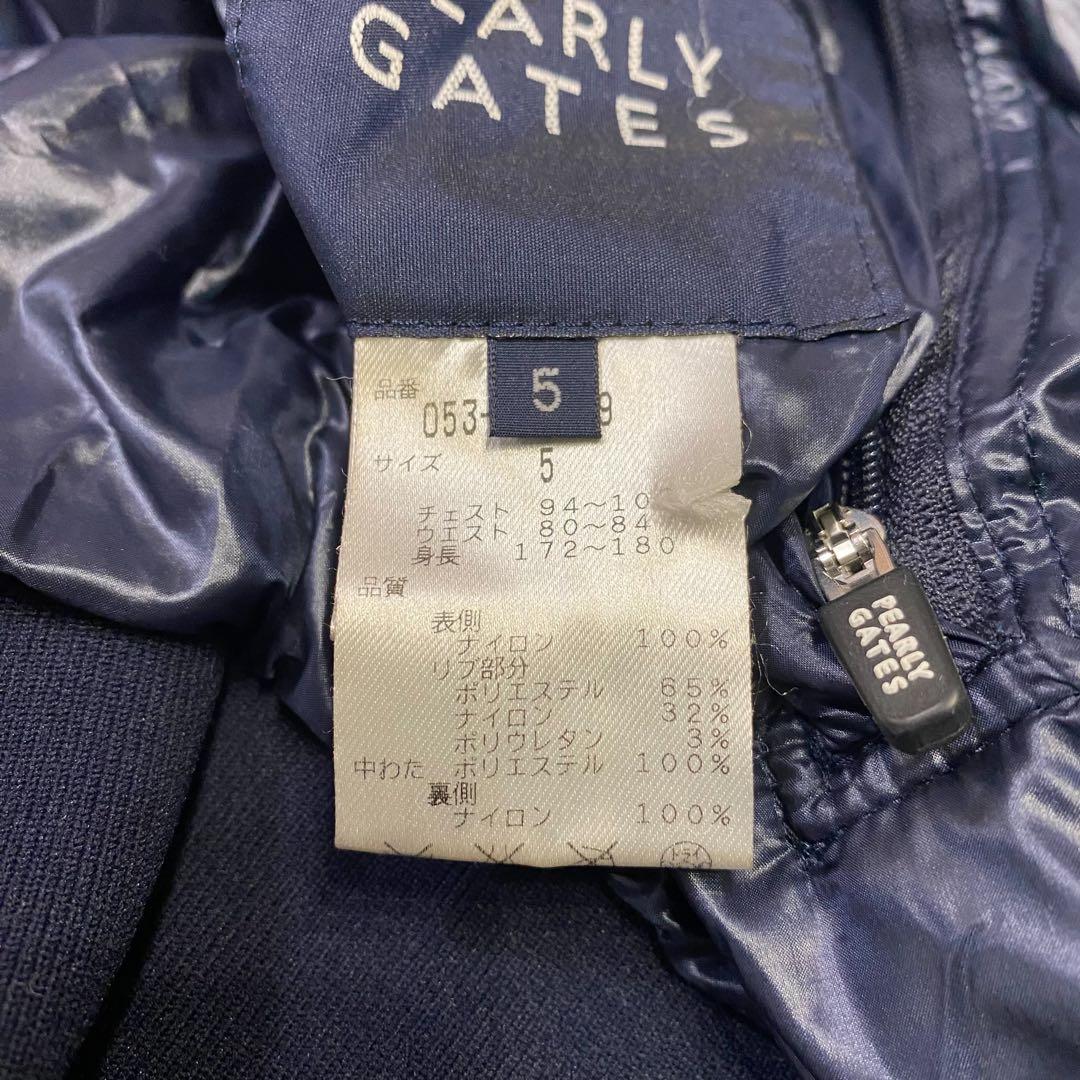 GATES
5
品番
053-
9
サイズ 5
チェスト 94~10
ウエスト 80~84
身長 172~180
品質
表側
ナイロン 100%
リブ部分
ポリエステル 65%
ナイロン 32%
ポリウレタン 3%
中わた ポリエステル 100%
裏側
ナイロン 100%
ドライ
PEARLY
GATES